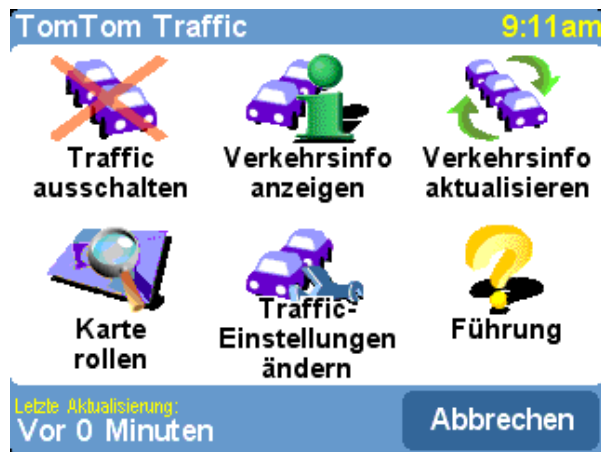 TomTom Traffic
9:11am
Traffic
ausschalten
Verkehrsinfo
anzeigen
Verkehrsinfo
aktualisieren
Karte
rollen
Traffic-
Einstellungen
ändern
Führung
Letzte Aktualisierung:
Vor 0 Minuten
Abbrechen